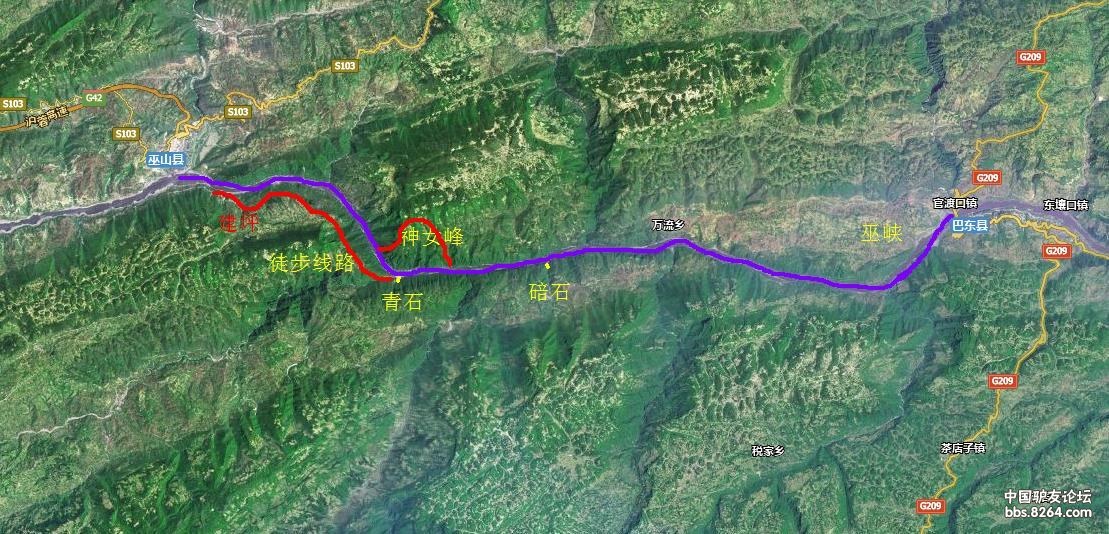 G209
S103
G42
S103
沪蓉高速
S103
S103
巫山县
G209
官渡口镇
东壤口镇
建坪
神女峰
万流乡
巫峡
巴东县
徒步线路
G209
青石
碚石
G209
税家乡
茶店子镇
G209
中国驴友论坛
bbs.8264.com